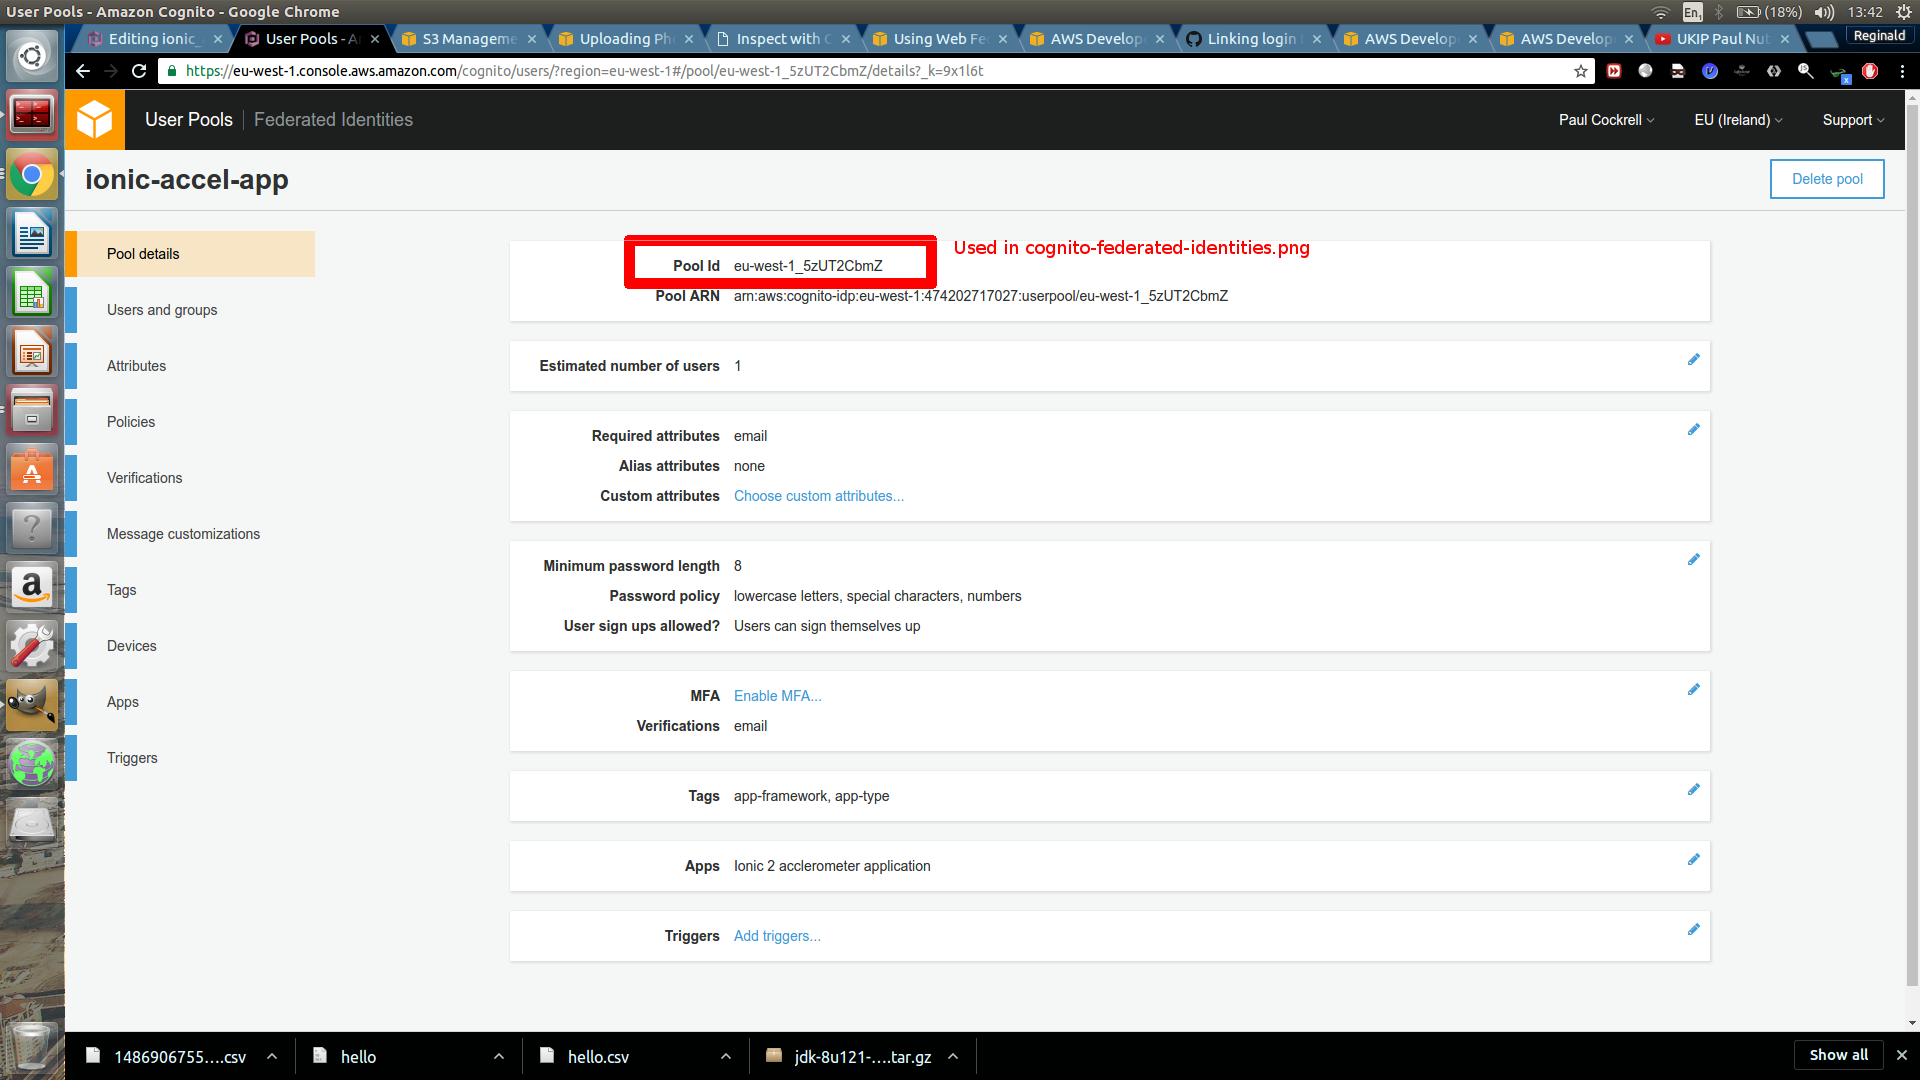 User Pools - Amazon Cognito - Google Chrome
En1
(18%)
13:42
Editing ionic_
User Pools - A
S3 Manageme
Uploading Ph
Inspect with C
Using Web Fe
AWS Develop
Linking login
AWS Develop
AWS Develop
UKIP Paul Nut
Reginald
https://eu-west-1.console.aws.amazon.com/cognito/users/?region=eu-west-1#/pool/eu-west-1_5zUT2CbmZ/details?_k=9x1l6t
User Pools
Federated Identities
Paul Cockrell
EU (Ireland)
Support
ionic-accel-app
Delete pool
Pool details
Users and groups
Attributes
Policies
Verifications
Message customizations
Tags
Devices
Apps
Triggers
Used in cognito-federated-identities.png
Pool Id eu-west-1_5zUT2CbmZ
Pool ARN arn:aws:cognito-idp:eu-west-1:474202717027:userpool/eu-west-1_5zUT2CbmZ
Estimated number of users 1
Required attributes email
Alias attributes none
Custom attributes Choose custom attributes...
Minimum password length 8
Password policy lowercase letters, special characters, numbers
User sign ups allowed? Users can sign themselves up
MFA Enable MFA...
Verifications email
Tags app-framework, app-type
Apps Ionic 2 acclerometer application
Triggers Add triggers...
1486906755....csv
hello
hello.csv
jdk-8u121-....tar.gz
Show all